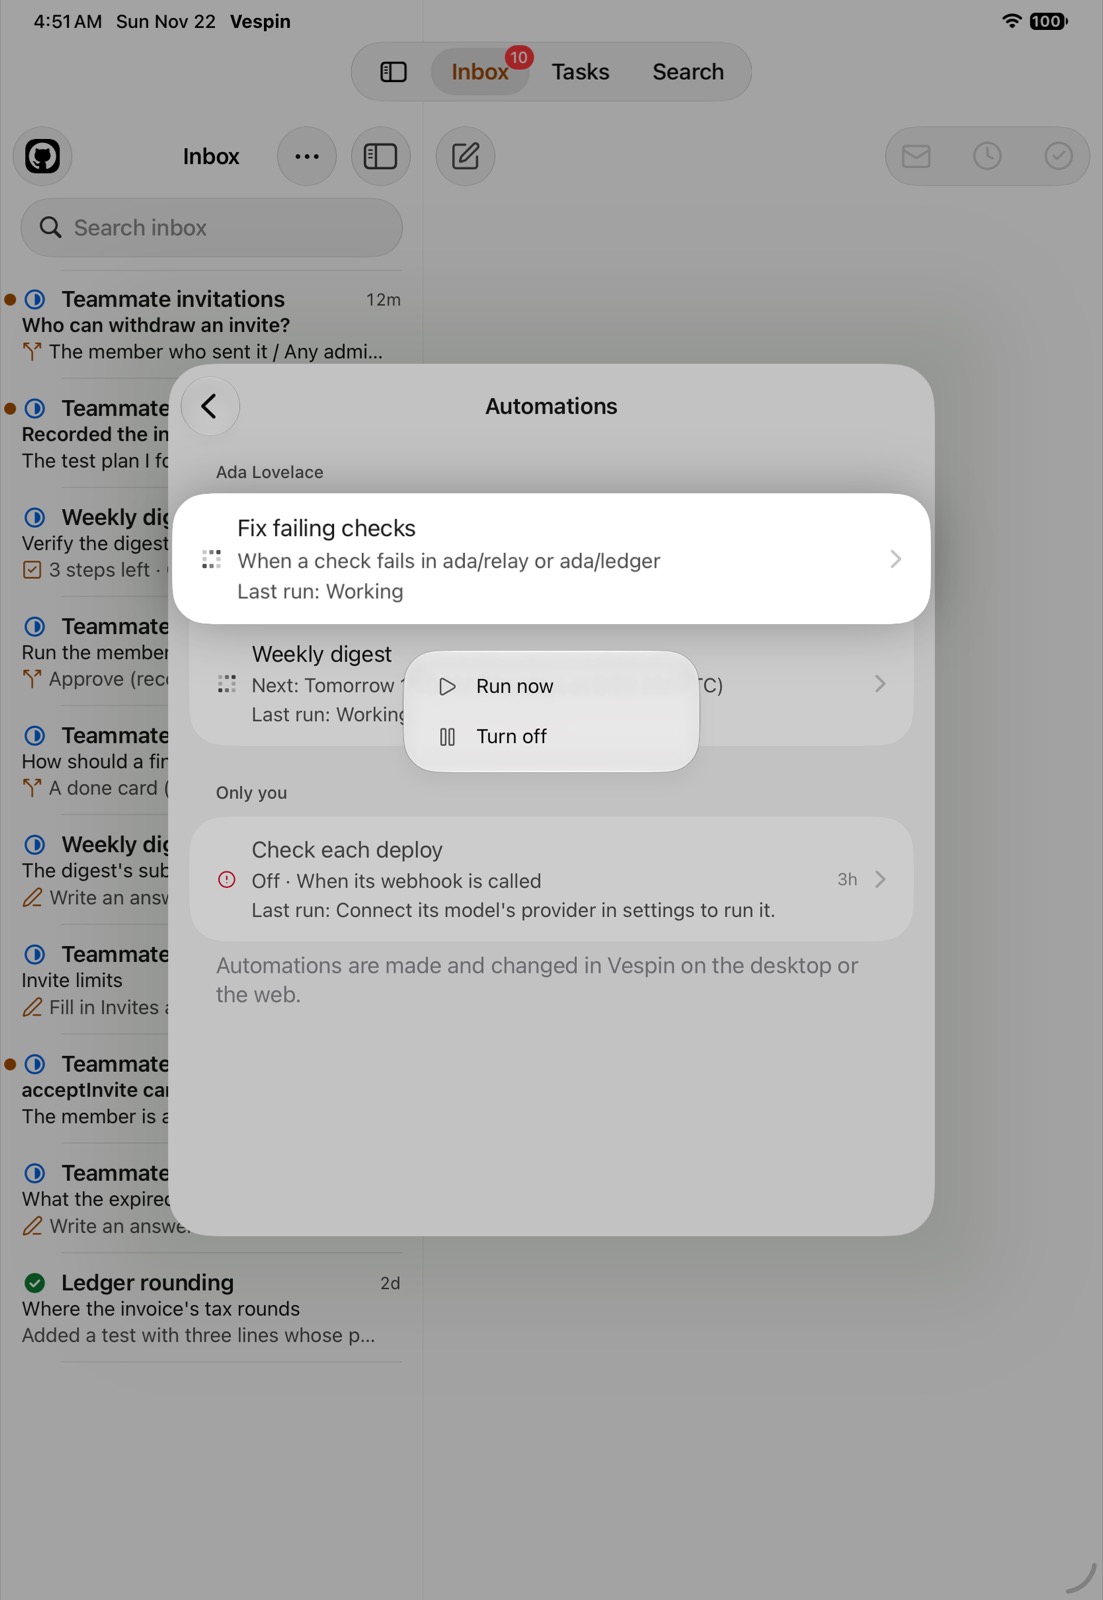 4:51 AM Sun Nov 22 Vespin
100
Inbox 10 Tasks Search
Inbox
Search inbox
Teammate invitations 12m
Who can withdraw an invite?
The member who sent it / Any admi...
Teammate
Recorded the in
The test plan I fo
Weekly dig
Verify the digest
3 steps left ·
Teammate
Run the member
Approve (rec
Teammate
How should a fin
A done card (
Weekly dig
The digest's sub
Write an answ
Teammate
Invite limits
Fill in Invites a
Teammate
acceptInvite ca
The member is a
Teammate
What the expired
Write an answe
Ledger rounding 2d
Where the invoice's tax rounds
Added a test with three lines whose p...
Automations
Ada Lovelace
Fix failing checks
When a check fails in ada/relay or ada/ledger
Last run: Working
Weekly digest
Next: Tomorrow TC)
Last run: Working
Run now
Turn off
Only you
Check each deploy
Off · When its webhook is called 3h
Last run: Connect its model's provider in settings to run it.
Automations are made and changed in Vespin on the desktop or
the web.